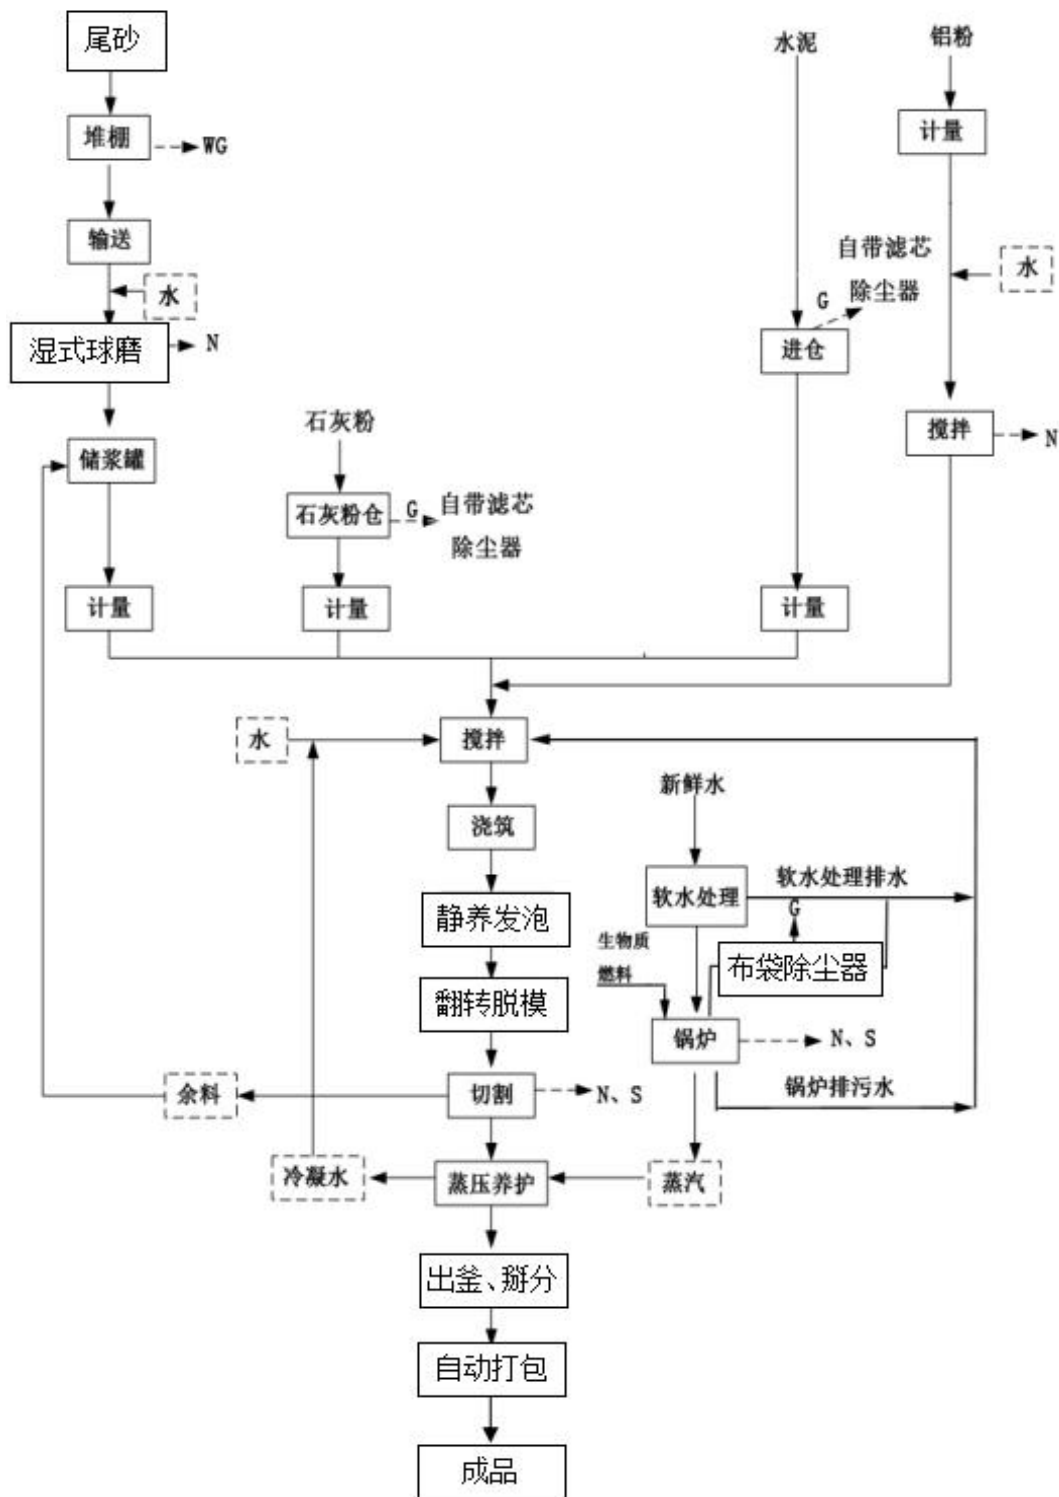 尾砂
水泥
铝粉
堆棚
WG
计量
输送
水
自带滤芯
除尘器
G
水
湿式球磨
N
进仓
石灰粉
搅拌
N
储浆罐
石灰粉仓
G
自带滤芯
除尘器
计量
计量
计量
水
搅拌
新鲜水
浇筑
软水处理
软水处理排水
G
静养发泡
生物质
燃料
布袋除尘器
翻转脱模
锅炉
N、S
余料
切割
N、S
锅炉排污水
冷凝水
蒸压养护
蒸汽
出釜、掰分
自动打包
成品